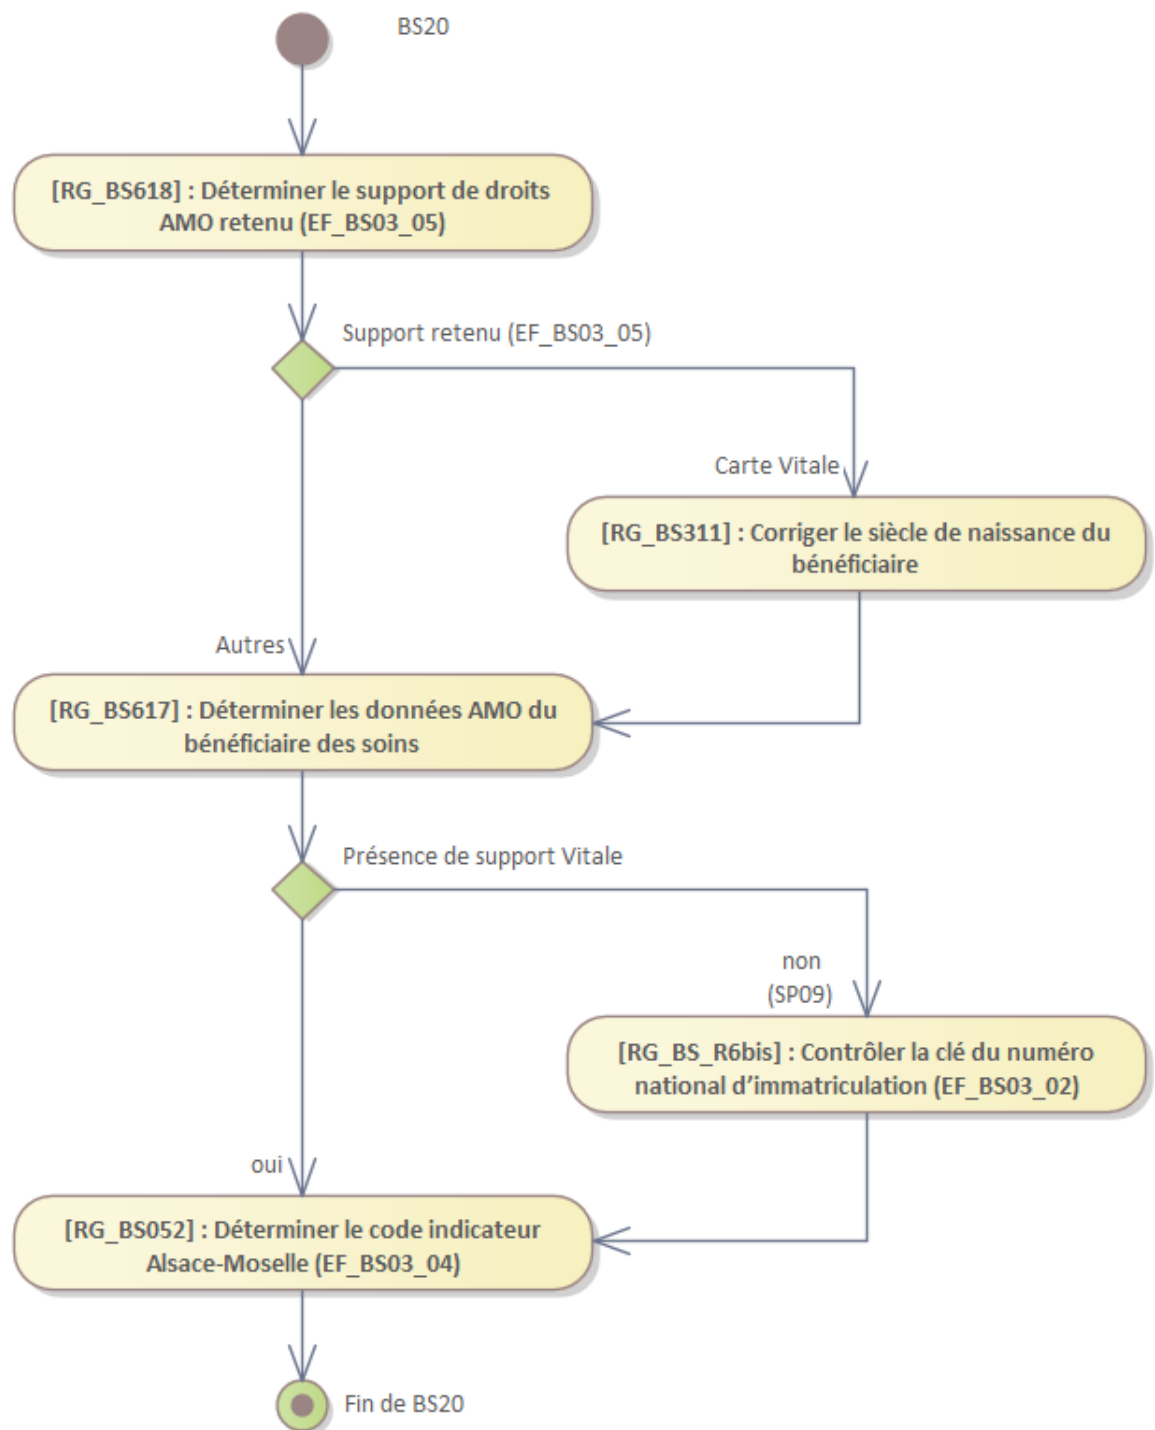 BS20
[RG_BS618] : Déterminer le support de droits
AMO retenu (EF_BS03_05)
Support retenu (EF_BS03_05)
Carte Vitale
[RG_BS311] : Corriger le siècle de naissance du
bénéficiaire
Autres
[RG_BS617] : Déterminer les données AMO du
bénéficiaire des soins
Présence de support Vitale
non
(SP09)
[RG_BS_R6bis] : Contrôler la clé du numéro
national d’immatriculation (EF_BS03_02)
oui
[RG_BS052] : Déterminer le code indicateur
Alsace-Moselle (EF_BS03_04)
Fin de BS20